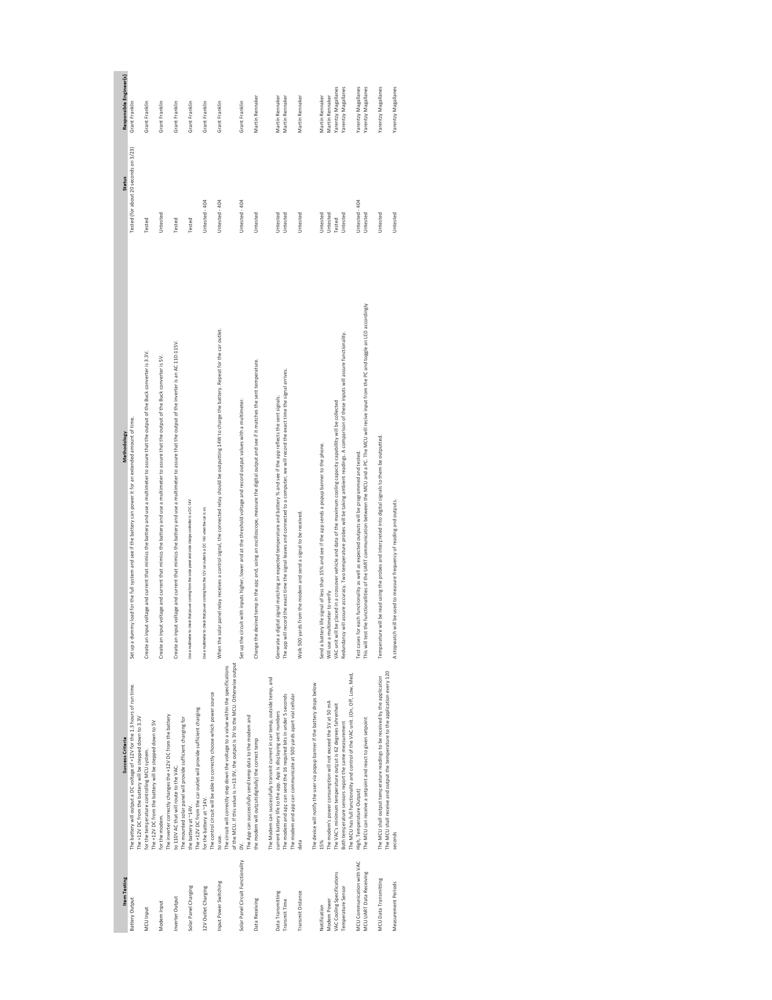 Item Testing Success Criteria Methodology Status Responsible Engineer(s)
Battery Output The battery will output a DC voltage of +12V for the 1.3 hours of run time. Set up a dummy load for the full system and see if the battery can power it for an extended amount of time. Tested (for about 20 seconds on 3/23) Grant Franklin
The +12V DC from the battery will be stepped down to 3.3V
MCU Input for the temperature controlling MCU system. Create an input voltage and current that mimics the battery and use a multimeter to assure that the output of the Buck converter is 3.3V. Tested Grant Franklin
The +12V DC from the battery will be stepped down to 5V
Modem Input for the modem. Create an input voltage and current that mimics the battery and use a multimeter to assure that the output of the Buck converter is 5V. Untested Grant Franklin
The inverter correctly changes the +12V DC from the battery
Inverter Output to 110V AC that will route to the VAC. Create an input voltage and current that mimics the battery and use a multimeter to assure that the output of the inverter is an AC 110-115V. Tested Grant Franklin
The mounted solar panel will provide sufficient charging for
Solar Panel Charging the battery at ~14V. Use a multimeter to check that power coming from the solar panel and solar charge controller is a DC 14V. Tested Grant Franklin
The +12V DC from the car outlet will provide sufficient charging
12V Outlet Charging for the battery at ~14V. Use a multimeter to check that power coming from the 12V car outlet is a DC 14V when the car is on. Untested - 404 Grant Franklin
The control circuit will be able to correctly choose which power source
Input Power Switching to use. When the solar panel relay receives a control signal, the connected relay should be outputting 14W to charge the battery. Repeat for the car outlet. Untested - 404 Grant Franklin
The circuit will correctly step down the voltage to a value within the specifications
of the MCU. If this value is >=13.9V, the output is 3V to the MCU. Otherwise output
Solar Panel Circuit Functionality 0V. Set up the circuit with inputs higher, lower and at the threshold voltage and record output values with a multimeter. Untested - 404 Grant Franklin
The App can successfully send temp data to the modem and
Data Receiving the modem will output(digitally) the correct temp Change the desired temp in the app and, using an oscilloscope, measure the digital output and see if it matches the sent temperature. Untested Martin Rennaker
The Modem can successfully transmit current in car temp, outside temp, and
Data Transmitting current battery life to the app. App is displaying sent numbers Generate a digital signal matching an expected temperature and battery % and see if the app reflects the sent signals. Untested Martin Rennaker
Transmit Time The modem and app can send the 16 required bits in under 5 seconds The app will record the exact time the signal leaves and connected to a computer, we will record the exact time the signal arrives. Untested Martin Rennaker
The modem and app can communicate at 500 yards apart vial cellular
Transmit Distance data Walk 500 yards from the modem and send a signal to be received. Untested Martin Rennaker
The device will notify the user via popup banner if the battery drops below
Notification 15% Send a battery life signal of less than 15% and see if the app sends a popup banner to the phone. Untested Martin Rennaker
Modem Power The modem's power consumption will not exceed the 5V at 50 mA Will use a multimeter to verify Untested Martin Rennaker
VAC Cooling Specifications The VAC's minimum temperature output is 62 degrees fahrenheit VAC unit will be placed in a crossover vehicle and data of the maximum cooling capacity capabillity will be collected Tested Yarentzy Magallanes
Temperature Sensor Both temperature sensors report the same measurement Redundancy will assure accuracy. Two temperature probes will be taking ambient readings. A comparison of these inputs will assure functionality. Untested Yarentzy Magallanes
The MCU has full functionality and control of the VAC unit. (On, Off, Low, Med,
MCU Communication with VAC High, Temperature Output) Test cases for each functionality as well as expected outputs will be programmed and tested. Untested - 404 Yarentzy Magallanes
MCU UART Data Receiving The MCU can receive a setpoint and react to given setpoint This will test the functionallities of the UART communication between the MCU and a PC. The MCU will recive input from the PC and toggle an LED accordingly Untested Yarentzy Magallanes
MCU Data Transmitting The MCU shall output temperature readings to be received by the application Temperature will be read using the probes and interpreted into digital signals to them be outputted. Untested Yarentzy Magallanes
The MCU shall receive and output the temperature to the application every 120
Measurement Periods seconds A stopwatch will be used to measure frequency of reading and outputs. Untested Yarentzy Magallanes